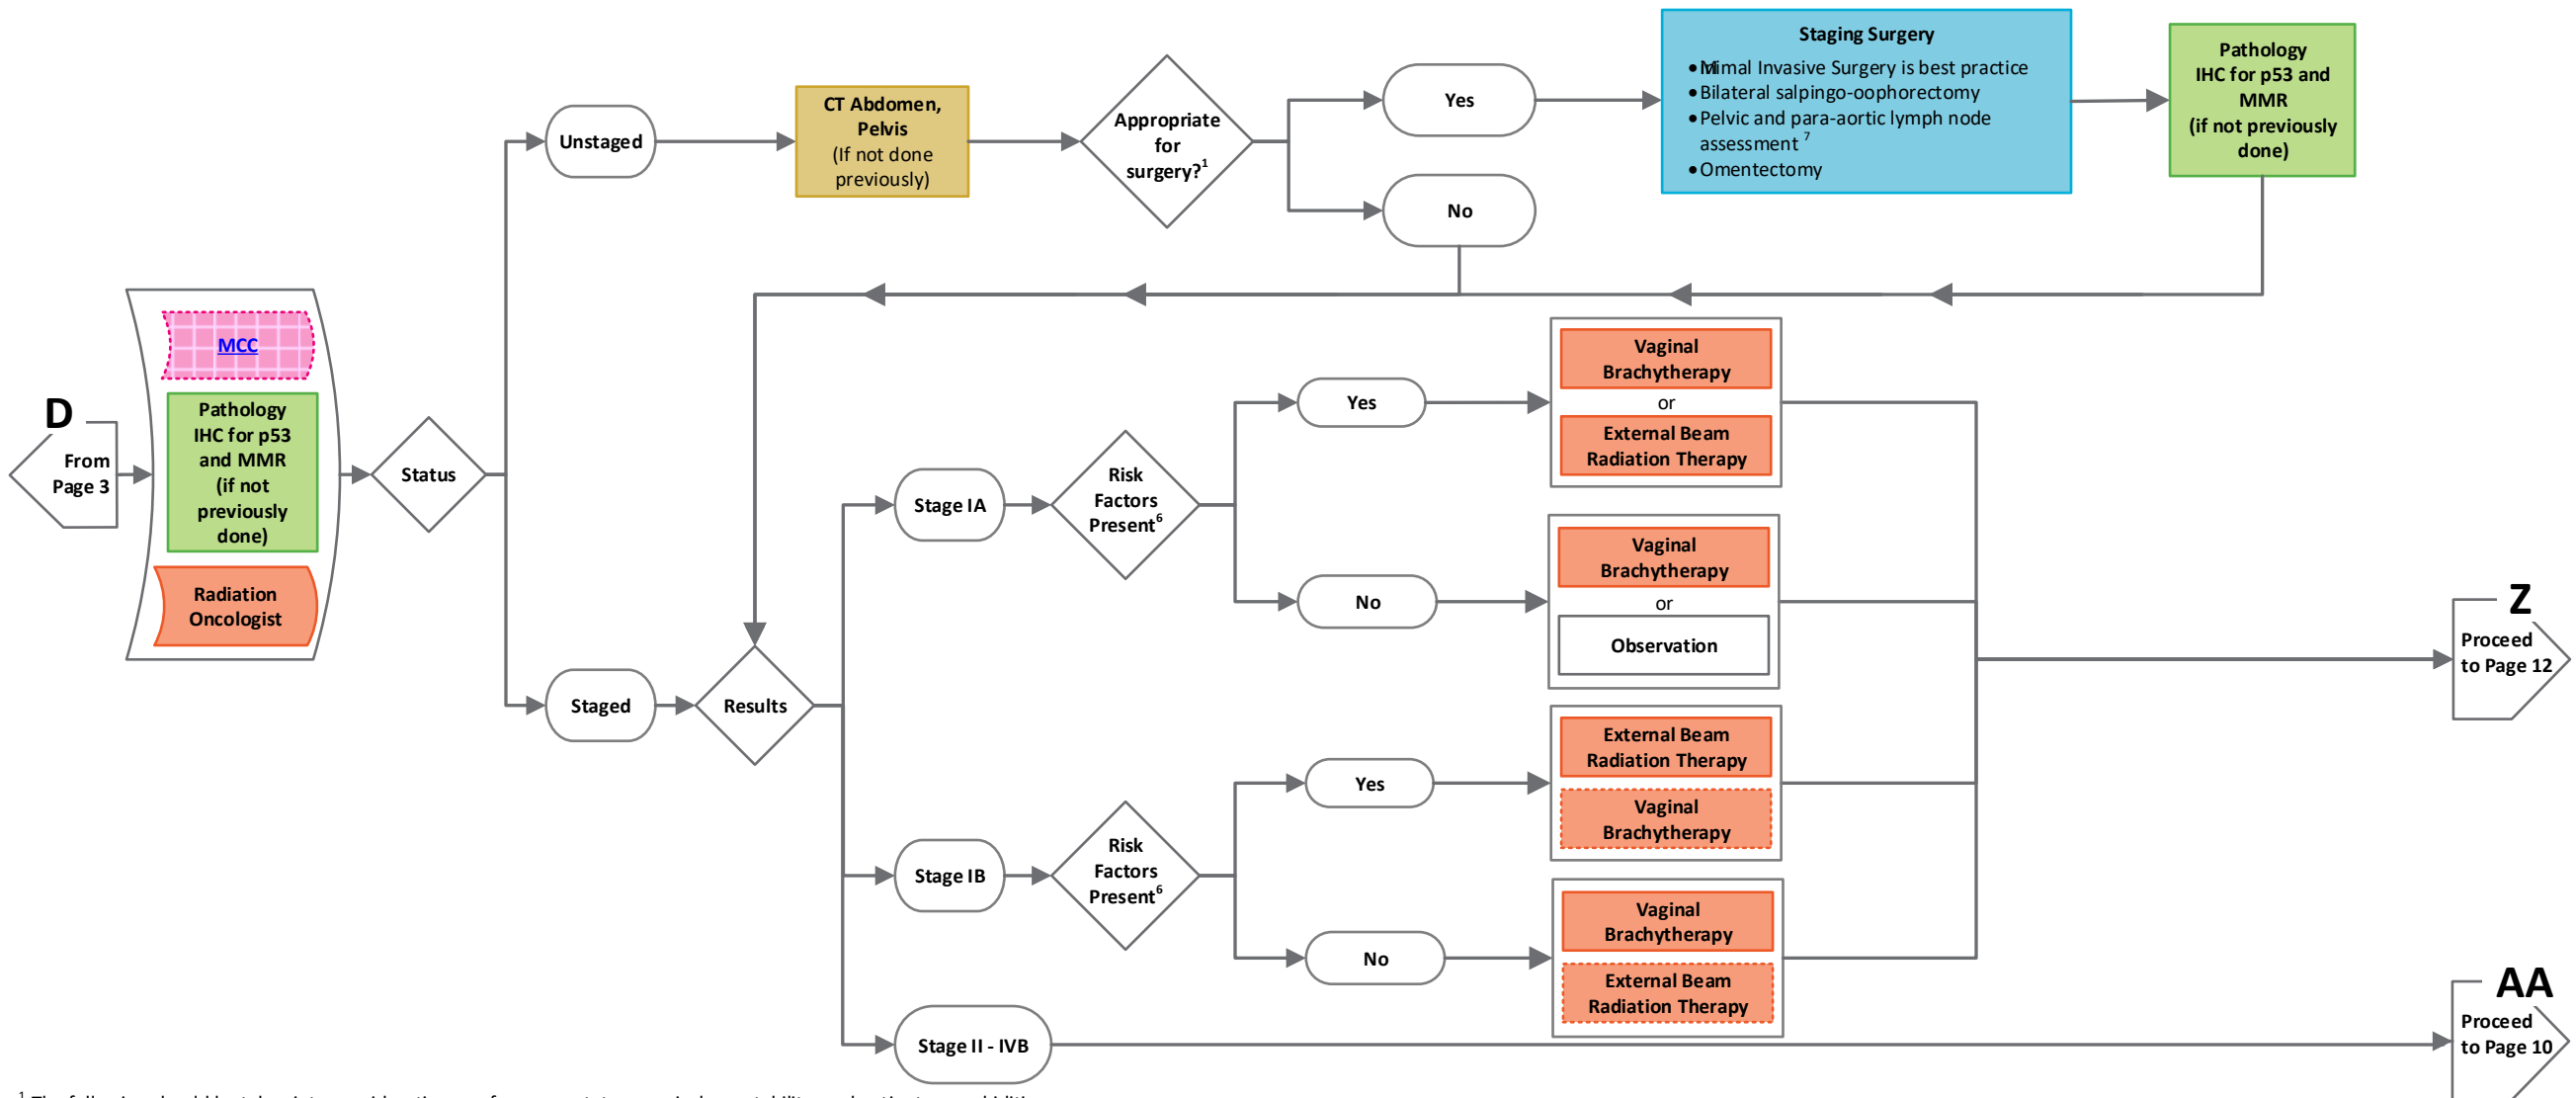 D
From
Page 3
MCC
Pathology
IHC for p53
and MMR
(if not
previously
done)
Radiation
Oncologist
Status
Unstaged
CT Abdomen,
Pelvis
(If not done
previously)
Appropriate
for
surgery?1
Yes
No
Staging Surgery
• Mimal Invasive Surgery is best practice
• Bilateral salpingo-oophorectomy
• Pelvic and para-aortic lymph node
assessment 7
• Omentectomy
Pathology
IHC for p53 and
MMR
(if not previously
done)
Staged
Results
Stage IA
Risk
Factors
Present6
Yes
Vaginal
Brachytherapy
or
External Beam
Radiation Therapy
No
Vaginal
Brachytherapy
or
Observation
Stage IB
Risk
Factors
Present6
Yes
External Beam
Radiation Therapy
Vaginal
Brachytherapy
No
Vaginal
Brachytherapy
External Beam
Radiation Therapy
Stage II - IVB
Z
Proceed
to Page 12
AA
Proceed
to Page 10